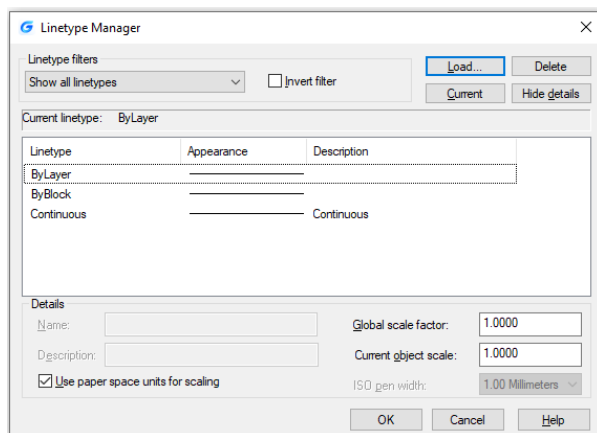 Linetype Manager
Linetype filters
Show all linetypes
Invert filter
Load...
Delete
Current
Hide details
Current linetype: ByLayer
Linetype Appearance Description
ByLayer
ByBlock
Continuous Continuous
Details
Name:
Description:
Use paper space units for scaling
Global scale factor: 1.0000
Current object scale: 1.0000
ISO pen width: 1.00 Millimeters
OK Cancel Help